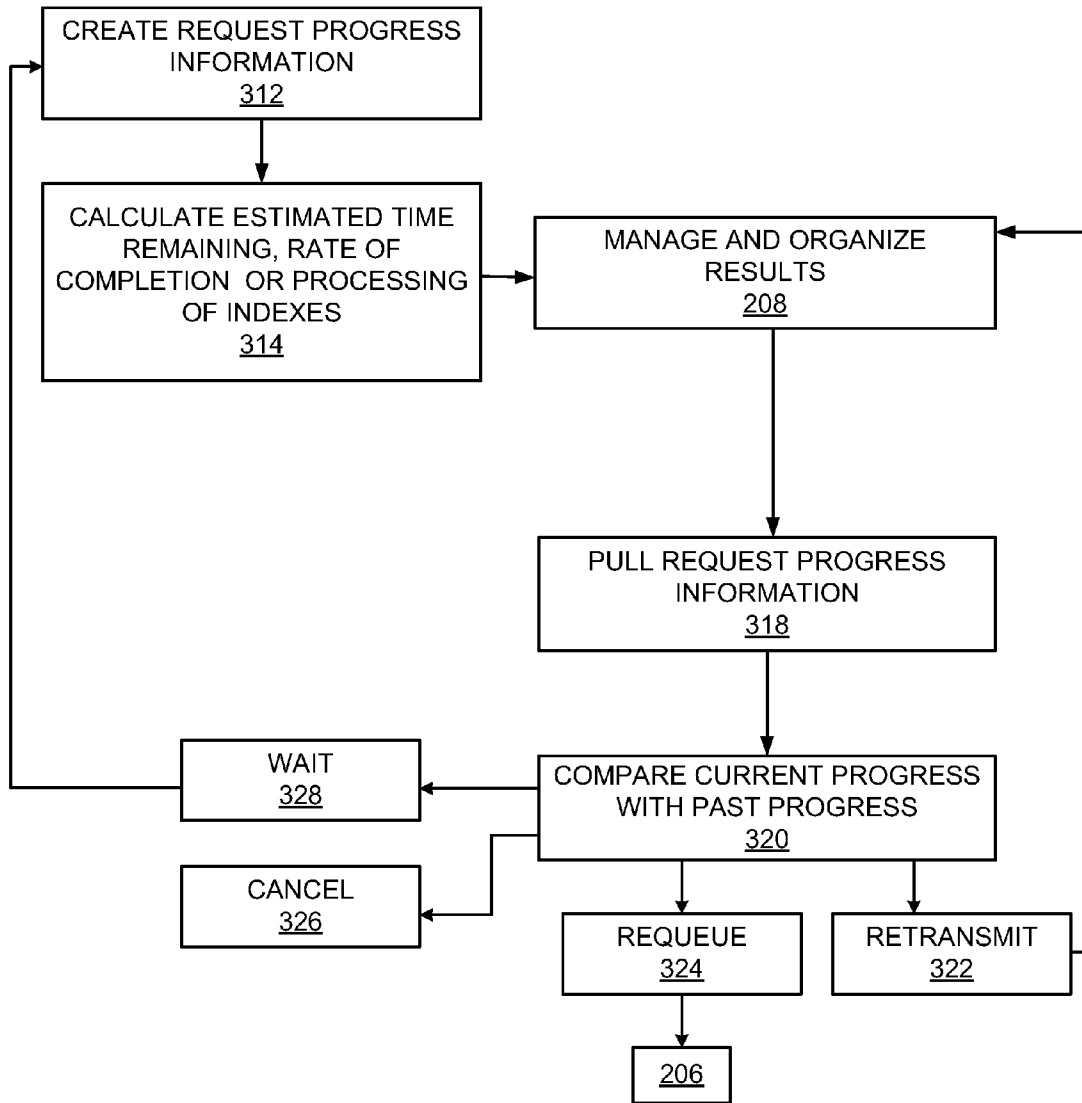 CREATE REQUEST PROGRESS
INFORMATION
312
CALCULATE ESTIMATED TIME
REMAINING, RATE OF
COMPLETION OR PROCESSING
OF INDEXES
314
MANAGE AND ORGANIZE
RESULTS
208
PULL REQUEST PROGRESS
INFORMATION
318
COMPARE CURRENT PROGRESS
WITH PAST PROGRESS
320
WAIT
328
CANCEL
326
REQUEUE
324
RETRANSMIT
322
206